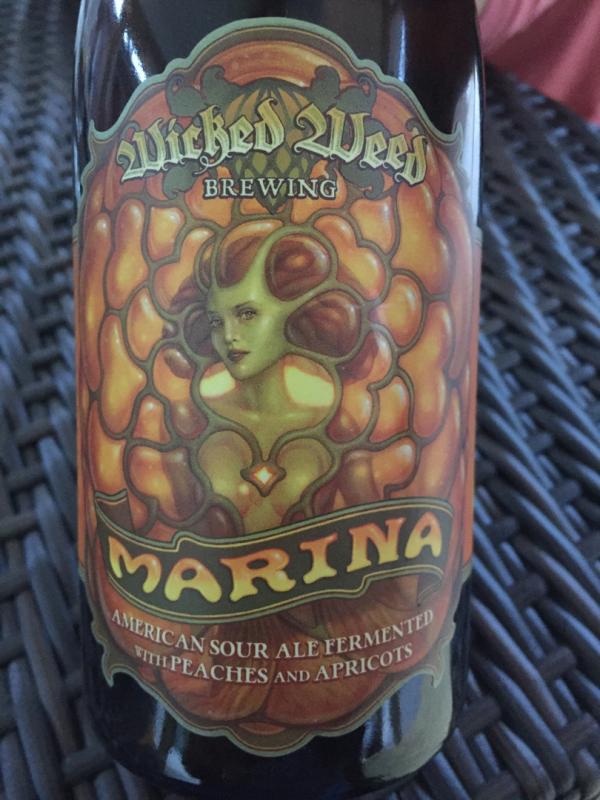 Wicked Weed
BREWING
MARINA
AMERICAN SOUR ALE FERMENTED
WITH PEACHES AND APRICOTS